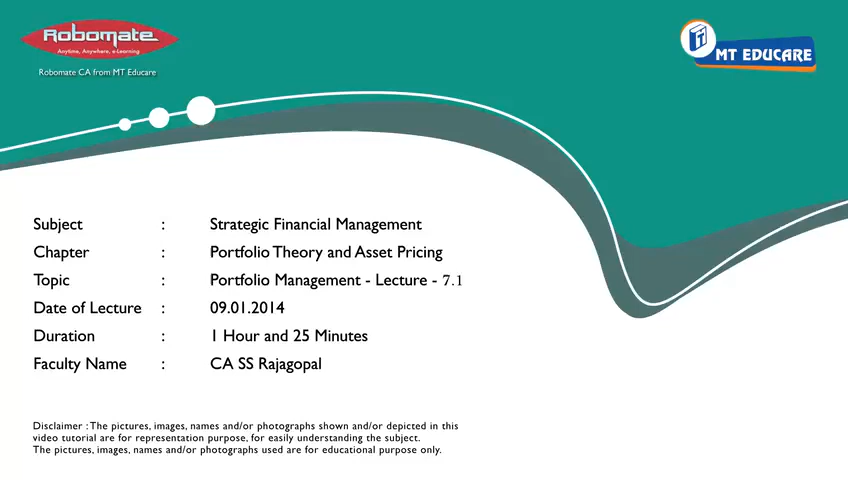 Robomate
Anytime, Anywhere, e-Learning
Robomate CA from MT Educare
MT EDUCARE
Subject : Strategic Financial Management
Chapter : Portfolio Theory and Asset Pricing
Topic : Portfolio Management - Lecture - 7.1
Date of Lecture : 09.01.2014
Duration : 1 Hour and 25 Minutes
Faculty Name : CA SS Rajagopal
Disclaimer : The pictures, images, names and/or photographs shown and/or depicted in this
video tutorial are for representation purpose, for easily understanding the subject.
The pictures, images, names and/or photographs used are for educational purpose only.